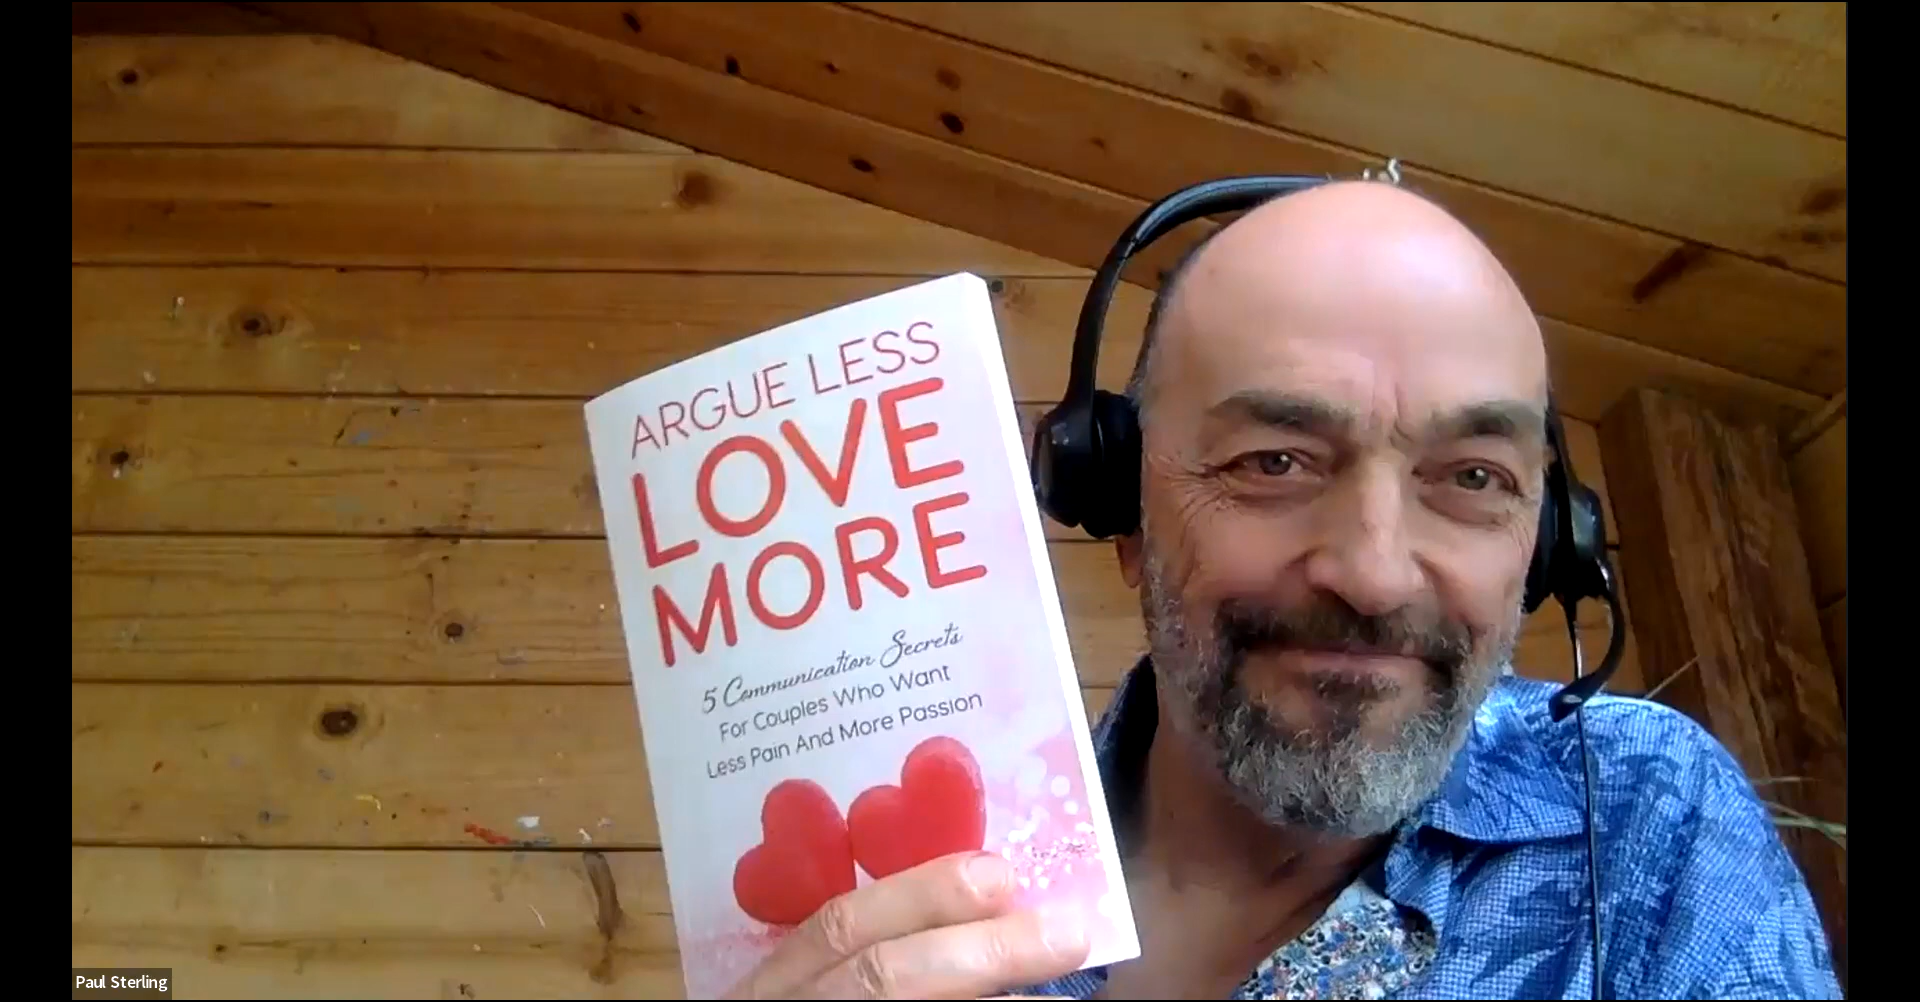 ARGUE LESS
LOVE
MORE
5 Communication Secrets
For Couples Who Want
Less Pain And More Passion
Paul Sterling